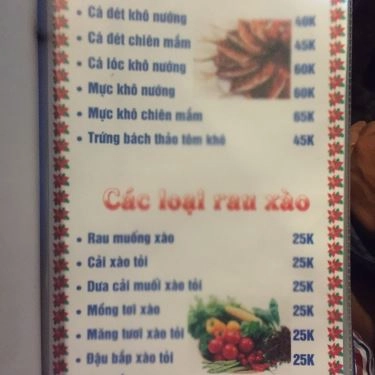 • Cá dét khô nướng 40K
• Cá dét chiên mắm 45K
• Cá lóc khô nướng 60K
• Mực khô nướng 60K
• Mực khô chiên mắm 65K
• Trứng bách thảo tôm khô 45K
Các loại rau xào
• Rau muống xào 25K
• Cải xào tỏi 25K
• Dưa cải muối xào tỏi 25K
• Mồng tơi xào 25K
• Măng tươi xào tỏi 25K
• Đậu bắp xào tỏi 25K